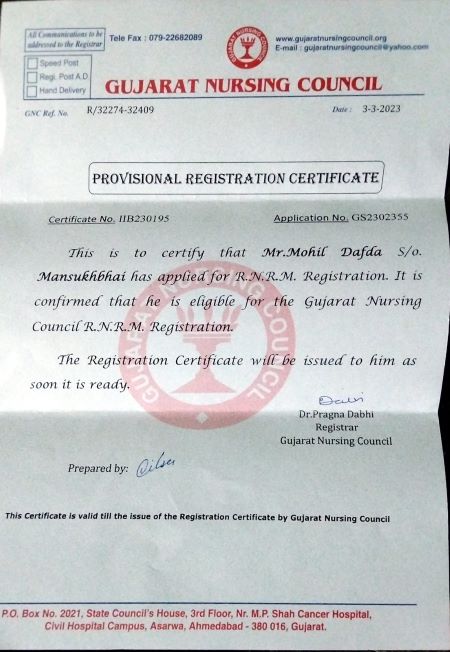 All Communications to be
addressed to the Registrar
Speed Post
Regi. Post A.D
Hand Delivery
Tele Fax : 079-22682089
GUJARAT NURSING COUNCIL
www.gujaratnursingcouncil.org
E-mail : gujaratnursingcouncil@yahoo.com
GUJARAT NURSING COUNCIL
GNC Ref. No. R/32274-32409
Date : 3-3-2023
PROVISIONAL REGISTRATION CERTIFICATE
Certificate No. IIB230195
Application No. GS2302355
This is to certify that Mr.Mohil Dafda S/o.
Mansukhbhai has applied for R.N.R.M. Registration. It is
confirmed that he is eligible for the Gujarat Nursing
Council R.N.R.M. Registration.
GUJARAT NURSING COUNCIL
The Registration Certificate will be issued to him as
soon it is ready.
Dr.Pragna Dabhi
Registrar
Gujarat Nursing Council
Prepared by:
This Certificate is valid till the issue of the Registration Certificate by Gujarat Nursing Council
P.O. Box No. 2021, State Council's House, 3rd Floor, Nr. M.P. Shah Cancer Hospital,
Civil Hospital Campus, Asarwa, Ahmedabad - 380 016, Gujarat.